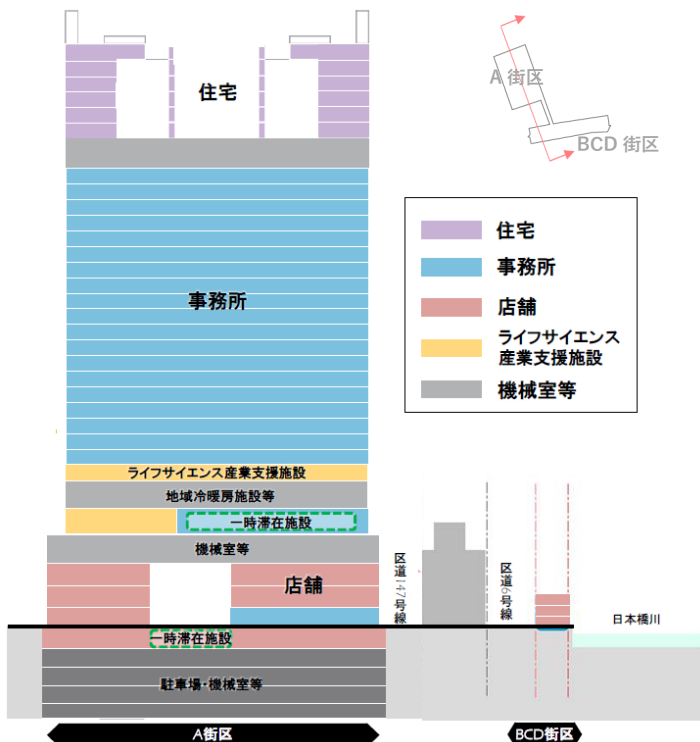 住宅
A 街区
BCD 街区
住宅
事務所
店舗
ライフサイエンス
産業支援施設
機械室等
事務所
ライフサイエンス産業支援施設
地域冷暖房施設等
一時滞在施設
機械室等
店舗
区道147号線
区道6号線
日本橋川
一時滞在施設
駐車場・機械室等
A街区
BCD街区